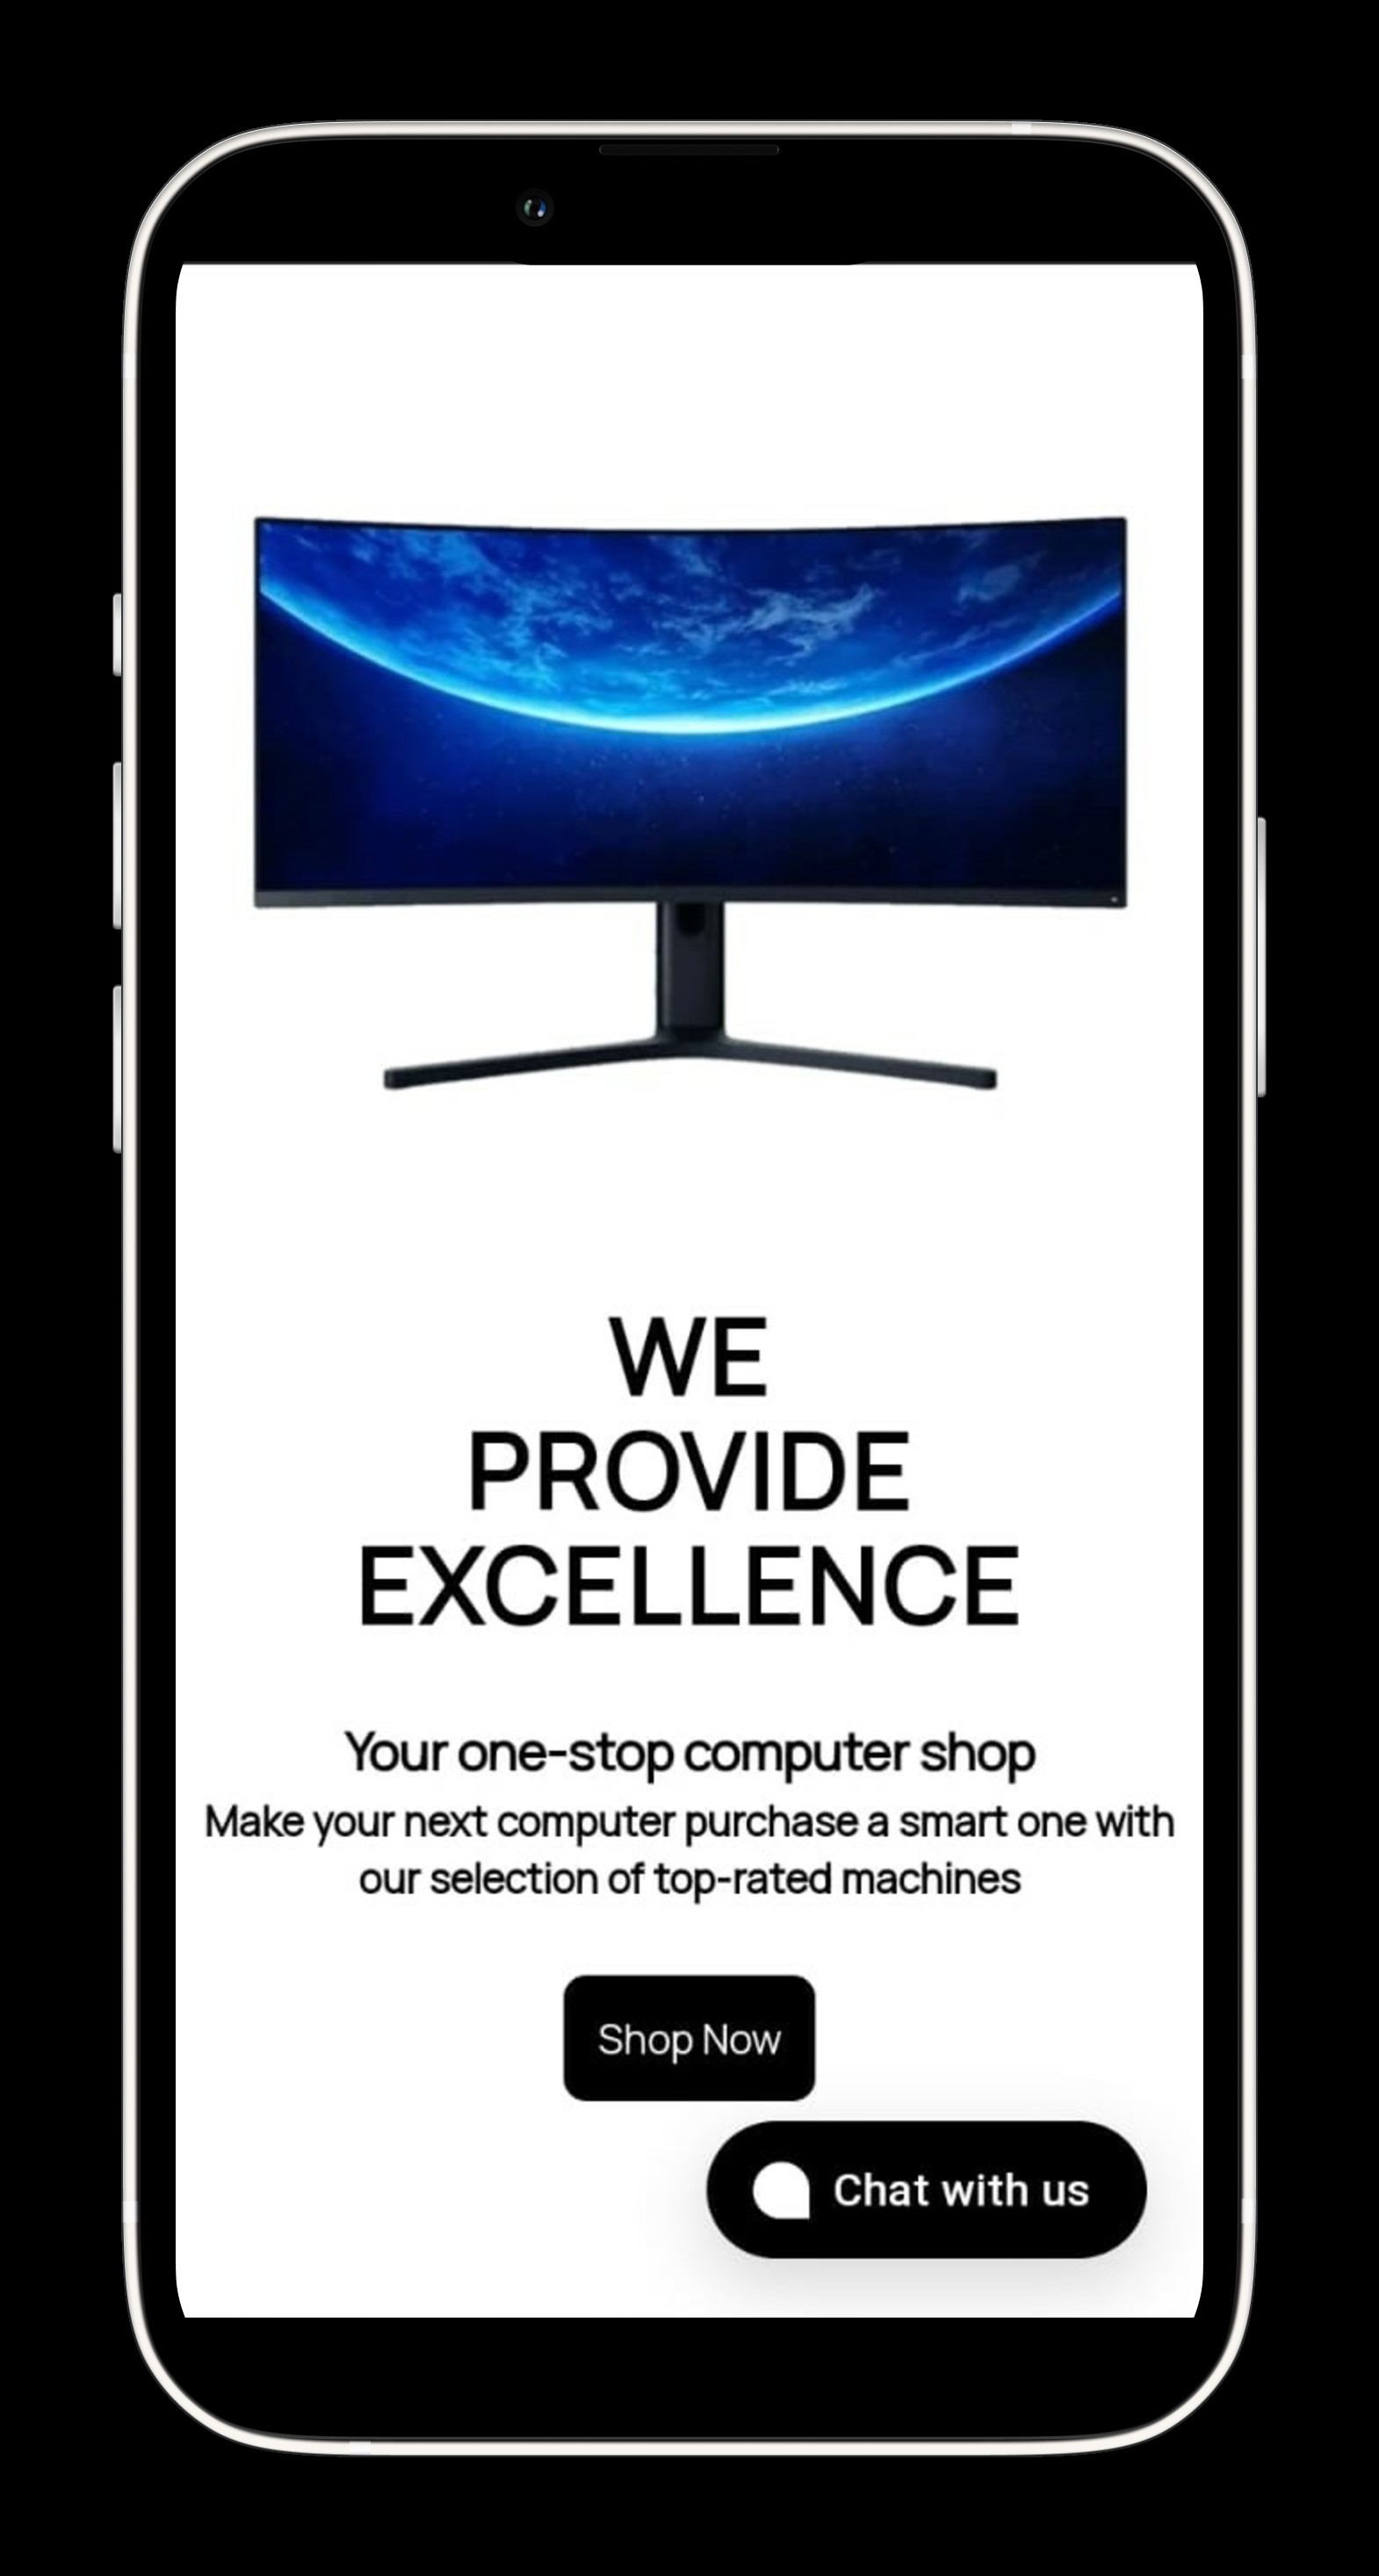 WE
PROVIDE
EXCELLENCE
Your one-stop computer shop
Make your next computer purchase a smart one with
our selection of top-rated machines
Shop Now
Chat with us